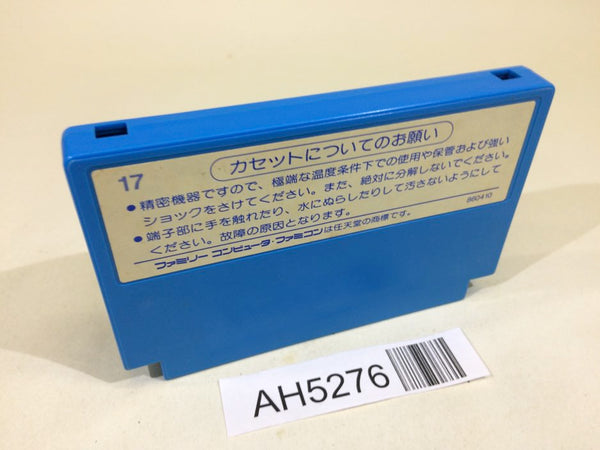 カセットについてのお願い
17
●精密機器ですので、極端な温度条件下での使用や保管および強い
ショックをさけてください。また、絶対に分解しないでください。
●端子部に手を触れたり、水にぬらしたりして汚さないようにして
ください。故障の原因となります。
860410
ファミリー コンピュータ・ファミコンは任天堂の商標です。
AH5276